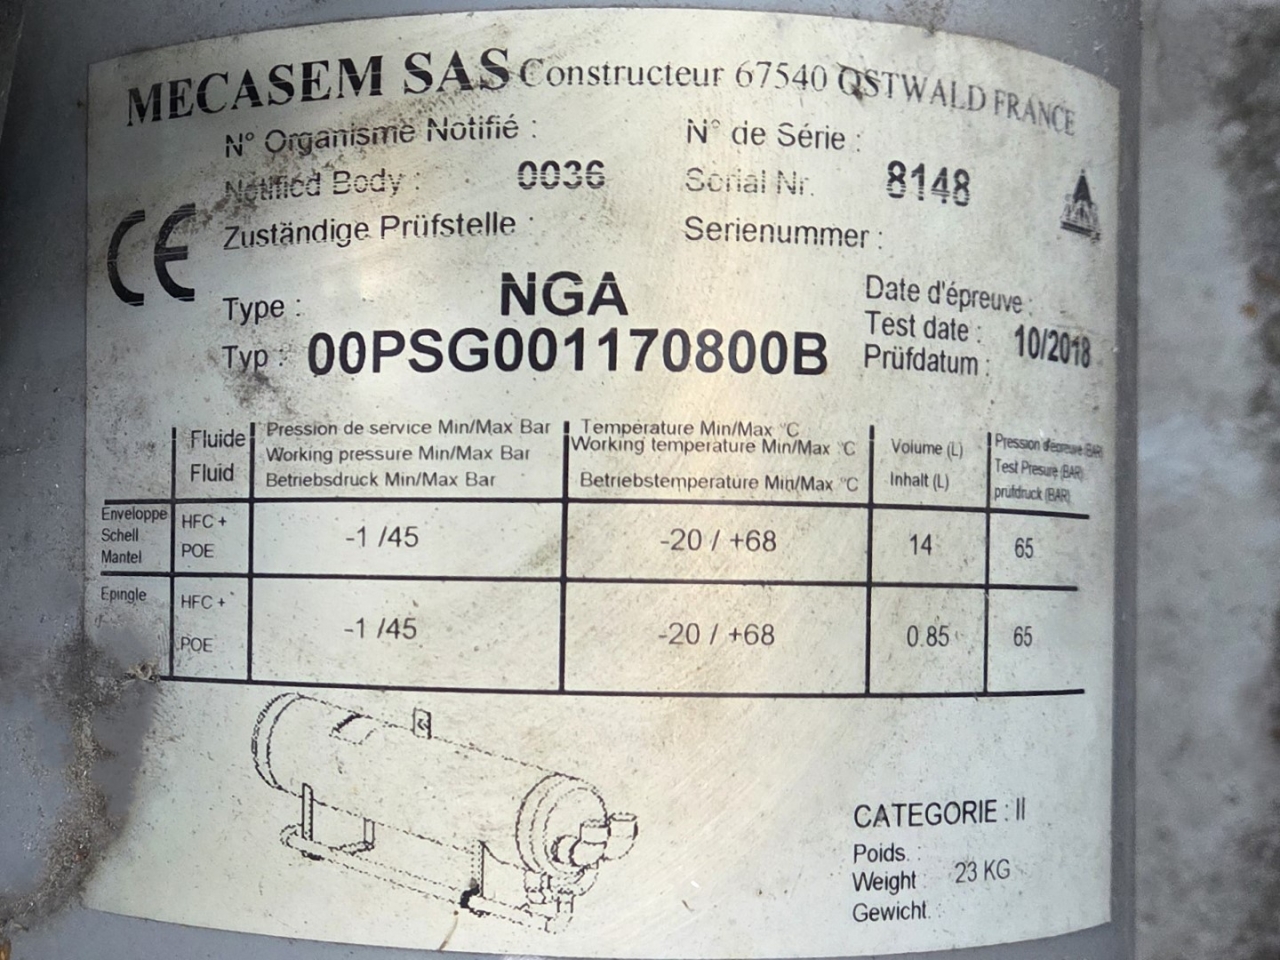 MECASEM SAS Constructeur 67540 OSTWALD FRANCE
N° Organisme Notifié :
Notified Body : 0036
Zuständige Prüfstelle :
N° de Série :
Serial Nr. 8148
Serienummer :
CE
Type : NGA
Typ : 00PSG001170800B
Date d'épreuve :
Test date : 10/2018
Prüfdatum :
Fluide
Fluid
Pression de service Min/Max Bar
Working pressure Min/Max Bar
Betriebsdruck Min/Max Bar
Température Min/Max °C
Working temperature Min/Max °C
Betriebstemperature Min/Max °C
Volume (L)
Inhalt (L)
Pression d'épreuve (BAR)
Test Presure (BAR)
prüfdruck (BAR)
Enveloppe
Schell
Mantel
HFC +
POE
-1 /45
-20 / +68
14
65
Epingle
HFC +
POE
-1 /45
-20 / +68
0.85
65
CATEGORIE : II
Poids :
Weight 23 KG
Gewicht